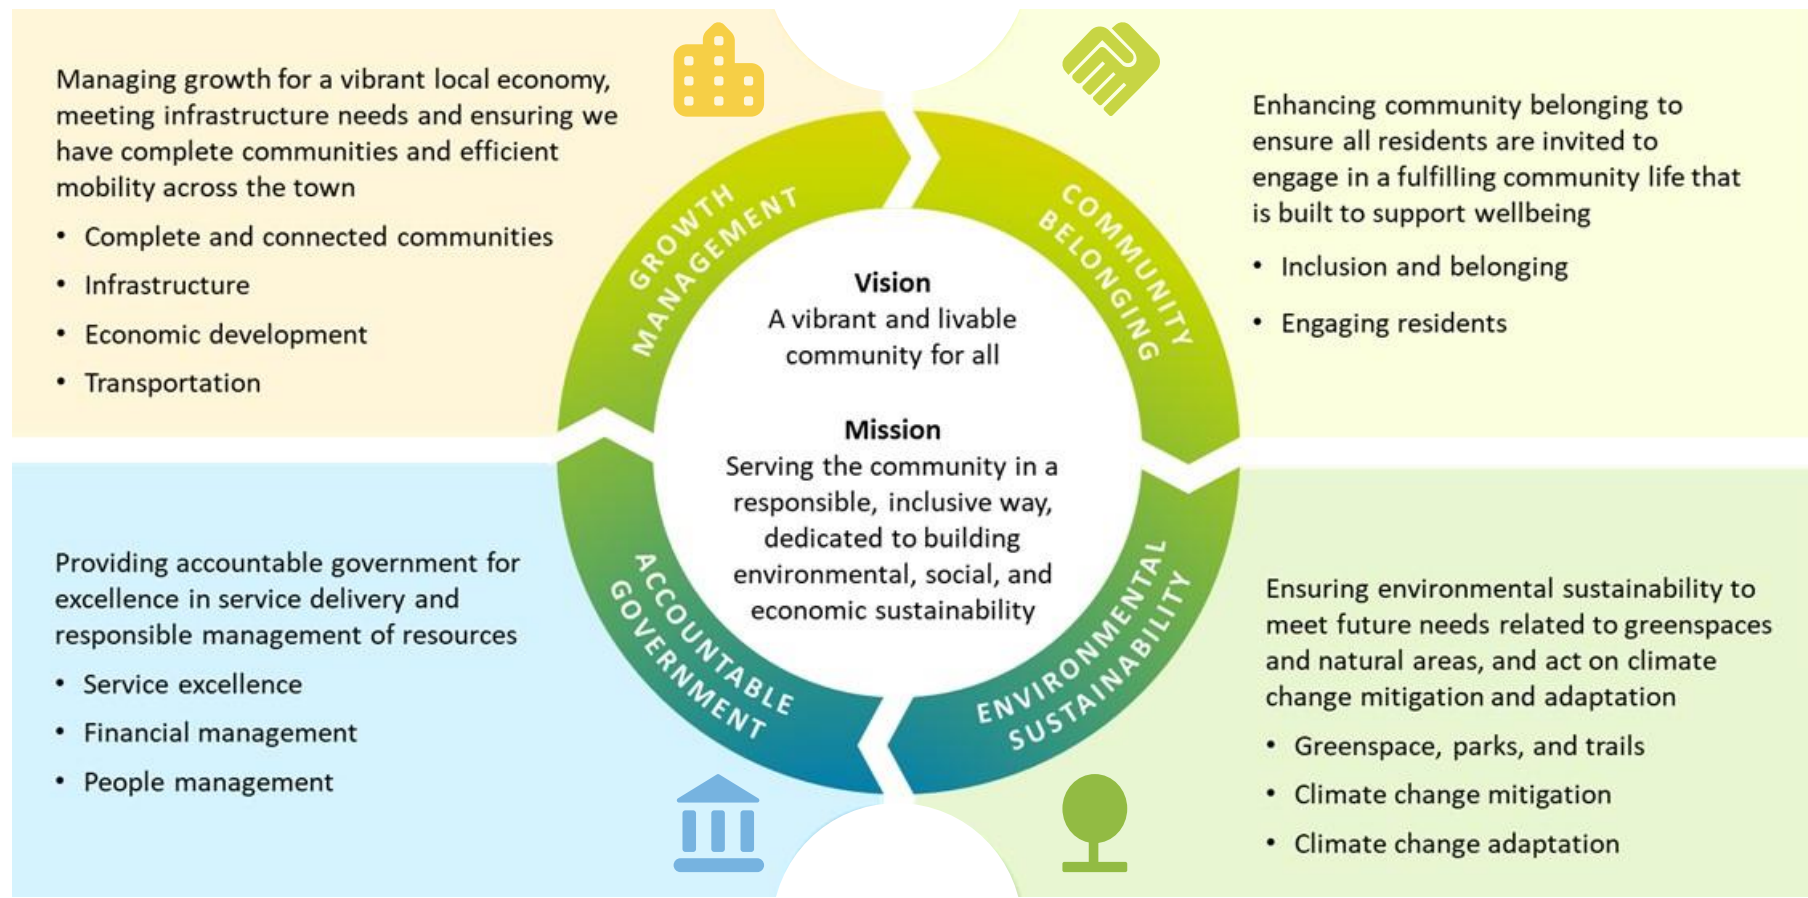 Managing growth for a vibrant local economy,
meeting infrastructure needs and ensuring we
have complete communities and efficient
mobility across the town
• Complete and connected communities
• Infrastructure
• Economic development
• Transportation
GROWTH
MANAGEMENT
COMMUNITY
BELONGING
Enhancing community belonging to
ensure all residents are invited to
engage in a fulfilling community life that
is built to support wellbeing
• Inclusion and belonging
• Engaging residents
Vision
A vibrant and livable
community for all
Mission
Serving the community in a
responsible, inclusive way,
dedicated to building
environmental, social, and
economic sustainability
Providing accountable government for
excellence in service delivery and
responsible management of resources
• Service excellence
• Financial management
• People management
ACCOUNTABLE
GOVERNMENT
ENVIRONMENTAL
SUSTAINABILITY
Ensuring environmental sustainability to
meet future needs related to greenspaces
and natural areas, and act on climate
change mitigation and adaptation
• Greenspace, parks, and trails
• Climate change mitigation
• Climate change adaptation